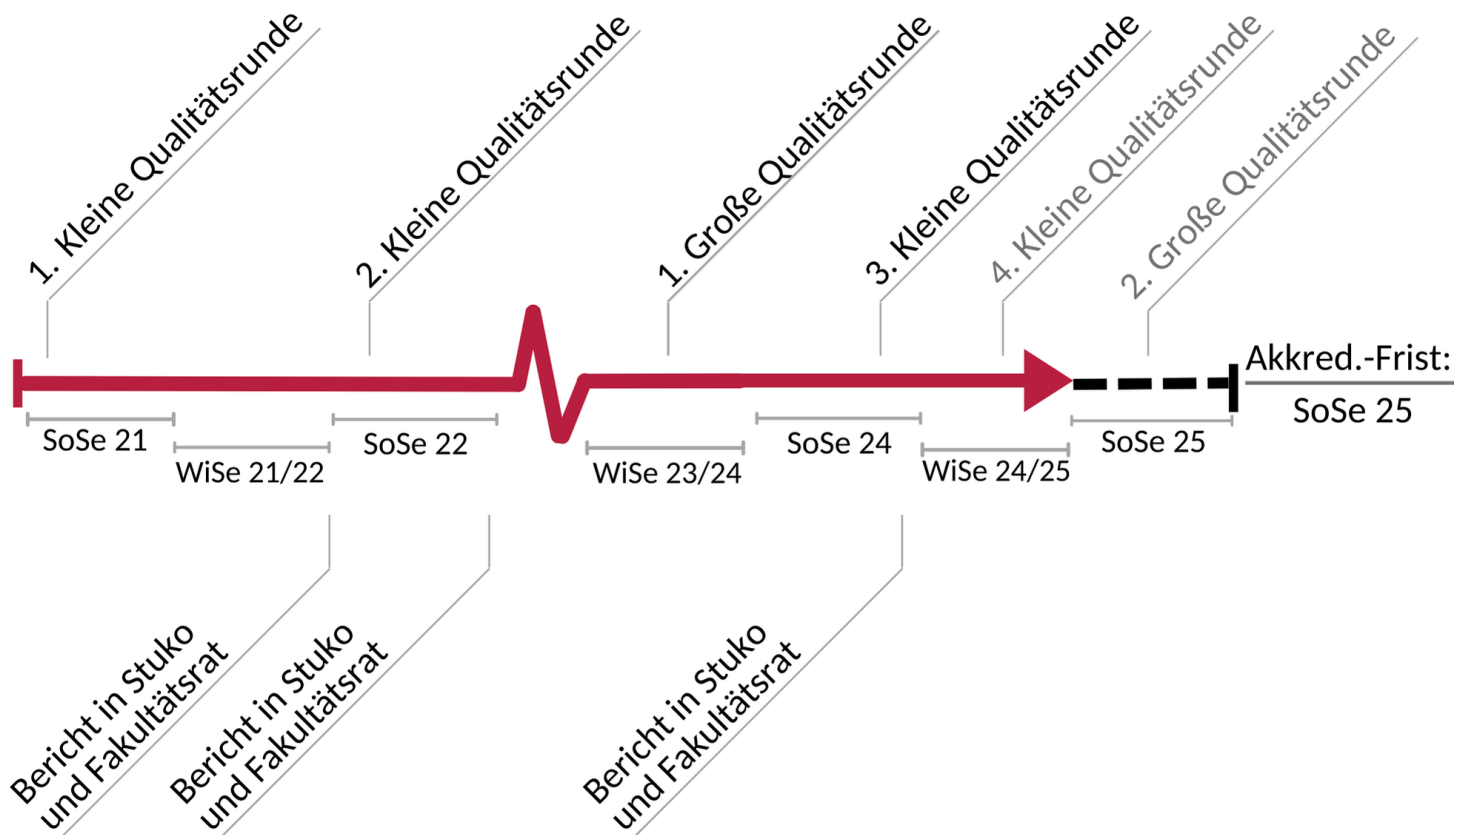 1. Kleine Qualitätsrunde
2. Kleine Qualitätsrunde
1. Große Qualitätsrunde
3. Kleine Qualitätsrunde
4. Kleine Qualitätsrunde
2. Große Qualitätsrunde
Akkred.-Frist:
SoSe 25
SoSe 21
WiSe 21/22
SoSe 22
WiSe 23/24
SoSe 24
WiSe 24/25
SoSe 25
Bericht in Stuko
und Fakultätsrat
Bericht in Stuko
und Fakultätsrat
Bericht in Stuko
und Fakultätsrat